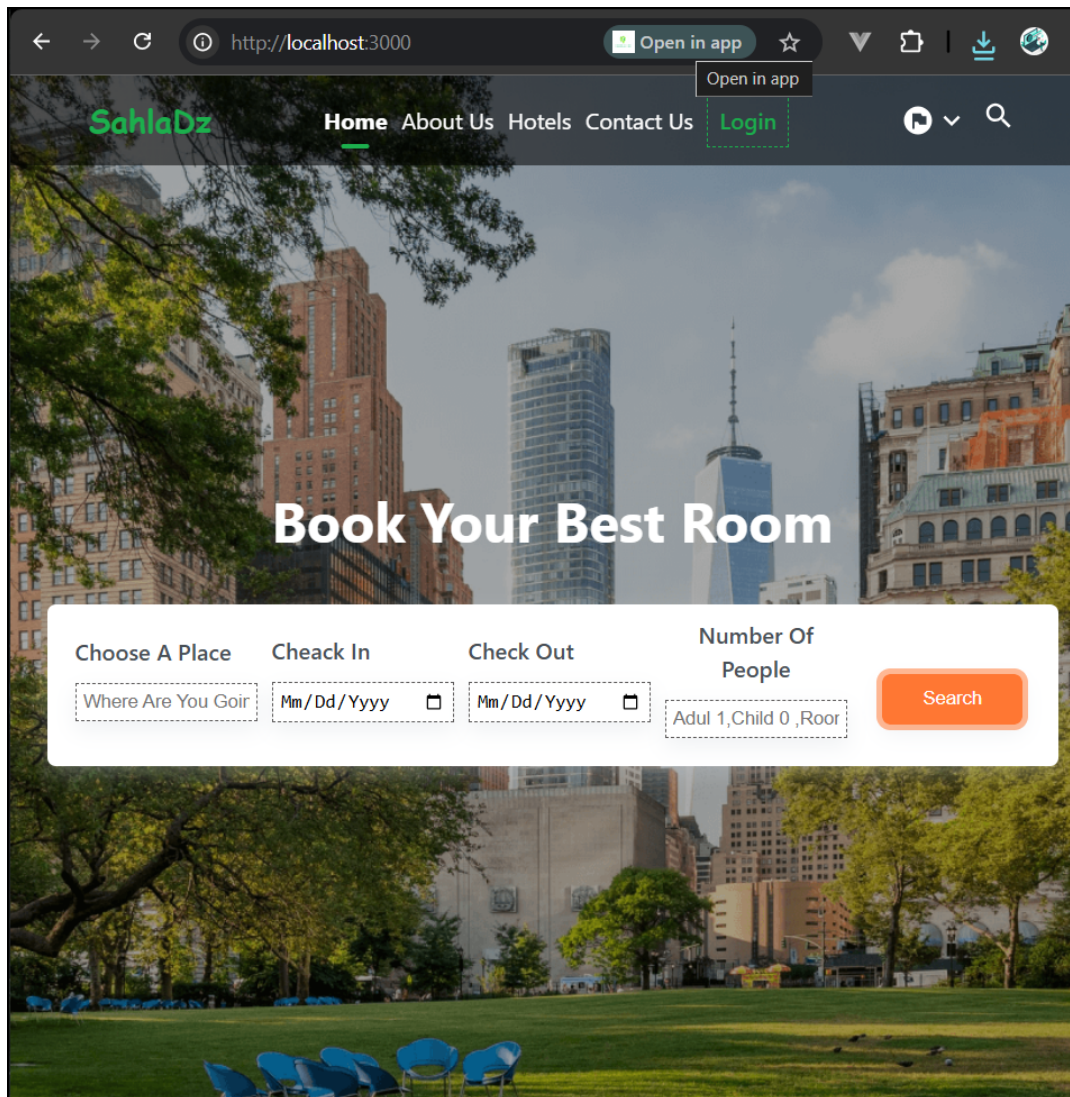 http://localhost:3000
Open in app
Open in app
SahlaDz
Home About Us Hotels Contact Us Login
Book Your Best Room
Choose A Place
Cheack In
Check Out
Number Of
People
Where Are You Goir
Mm/Dd/Yyyy
Mm/Dd/Yyyy
Adul 1,Child 0 ,Roor
Search